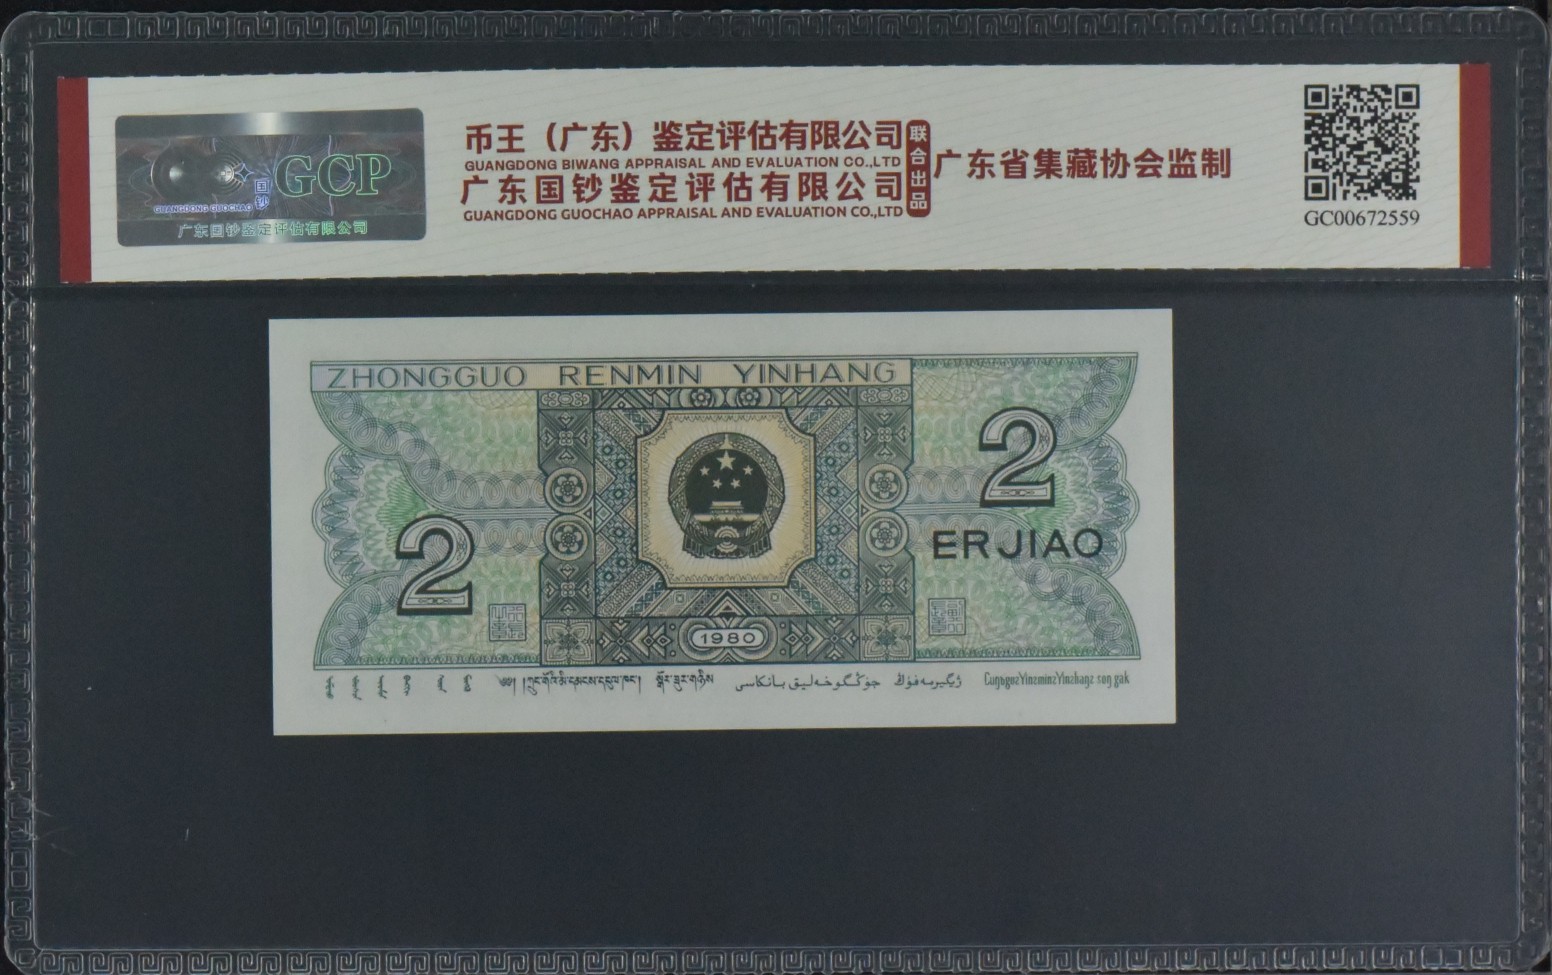 GCP
国钞
GUANGDONG GUOCHAO
广东国钞鉴定评估有限公司
币王（广东）鉴定评估有限公司
GUANGDONG BIWANG APPRAISAL AND EVALUATION CO.,LTD
广东国钞鉴定评估有限公司
GUANGDONG GUOCHAO APPRAISAL AND EVALUATION CO.,LTD
联合出品
广东省集藏协会监制
GC00672559
ZHONGGUO RENMIN YINHANG
2
2
ERJIAO
1980